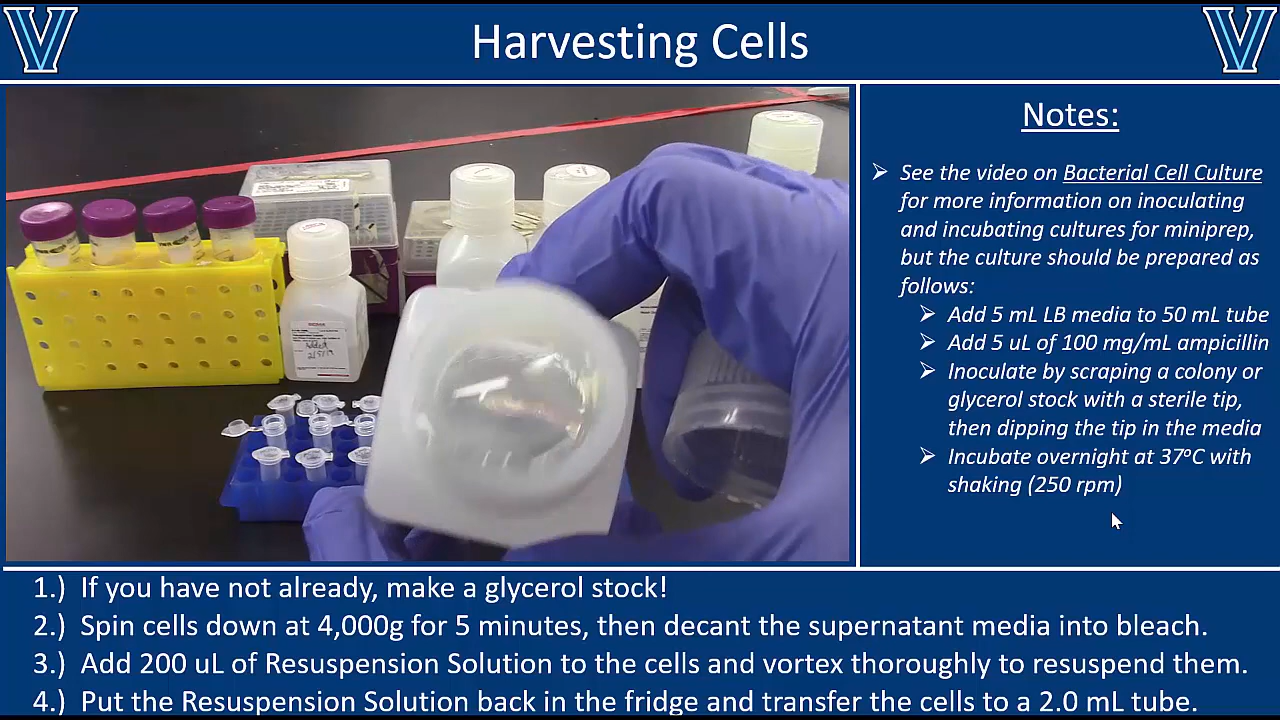 Harvesting Cells
Notes:
➢ See the video on Bacterial Cell Culture
for more information on inoculating
and incubating cultures for miniprep,
but the culture should be prepared as
follows:
➢ Add 5 mL LB media to 50 mL tube
➢ Add 5 uL of 100 mg/mL ampicillin
➢ Inoculate by scraping a colony or
glycerol stock with a sterile tip,
then dipping the tip in the media
➢ Incubate overnight at 37°C with
shaking (250 rpm)
1.) If you have not already, make a glycerol stock!
2.) Spin cells down at 4,000g for 5 minutes, then decant the supernatant media into bleach.
3.) Add 200 uL of Resuspension Solution to the cells and vortex thoroughly to resuspend them.
4.) Put the Resuspension Solution back in the fridge and transfer the cells to a 2.0 mL tube.